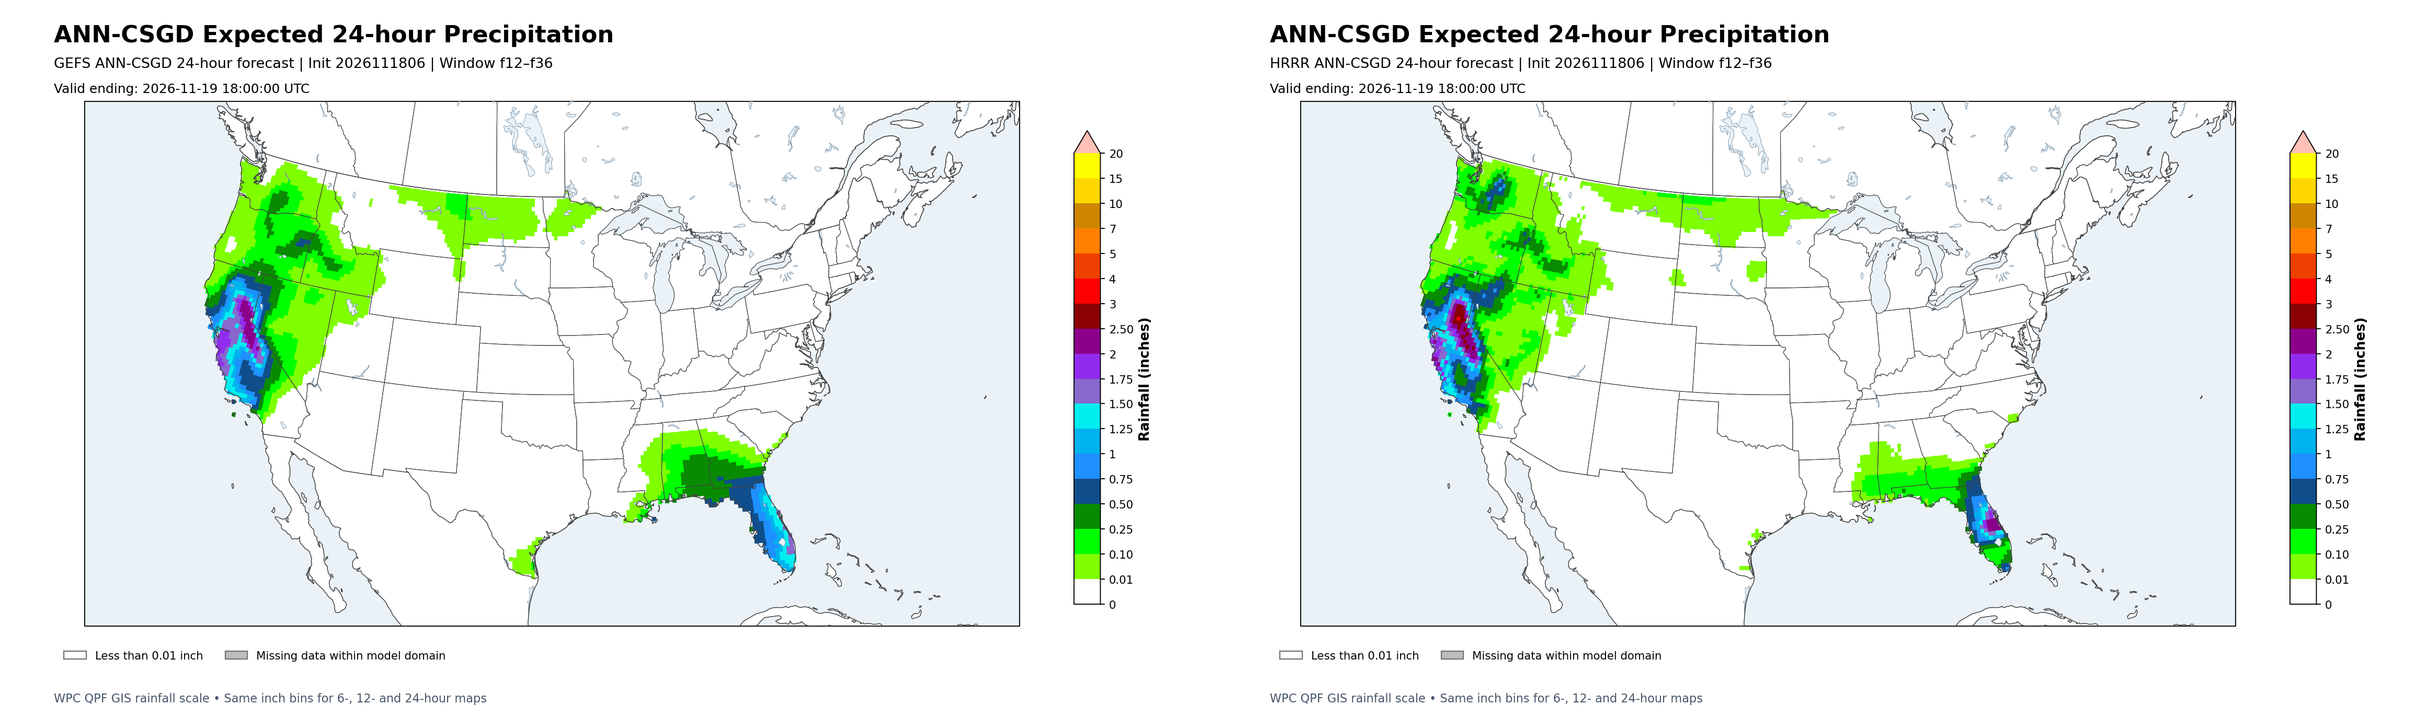 ANN-CSGD Expected 24-hour Precipitation
GEFS ANN-CSGD 24-hour forecast | Init 2026111806 | Window f12–f36
Valid ending: 2026-11-19 18:00:00 UTC
20
15
10
7
5
4
3
2.50
2
1.75
1.50
1.25
1
0.75
0.50
0.25
0.10
0.01
0
Rainfall (inches)
Less than 0.01 inch
Missing data within model domain
WPC QPF GIS rainfall scale • Same inch bins for 6-, 12- and 24-hour maps
ANN-CSGD Expected 24-hour Precipitation
HRRR ANN-CSGD 24-hour forecast | Init 2026111806 | Window f12–f36
Valid ending: 2026-11-19 18:00:00 UTC
20
15
10
7
5
4
3
2.50
2
1.75
1.50
1.25
1
0.75
0.50
0.25
0.10
0.01
0
Rainfall (inches)
Less than 0.01 inch
Missing data within model domain
WPC QPF GIS rainfall scale • Same inch bins for 6-, 12- and 24-hour maps